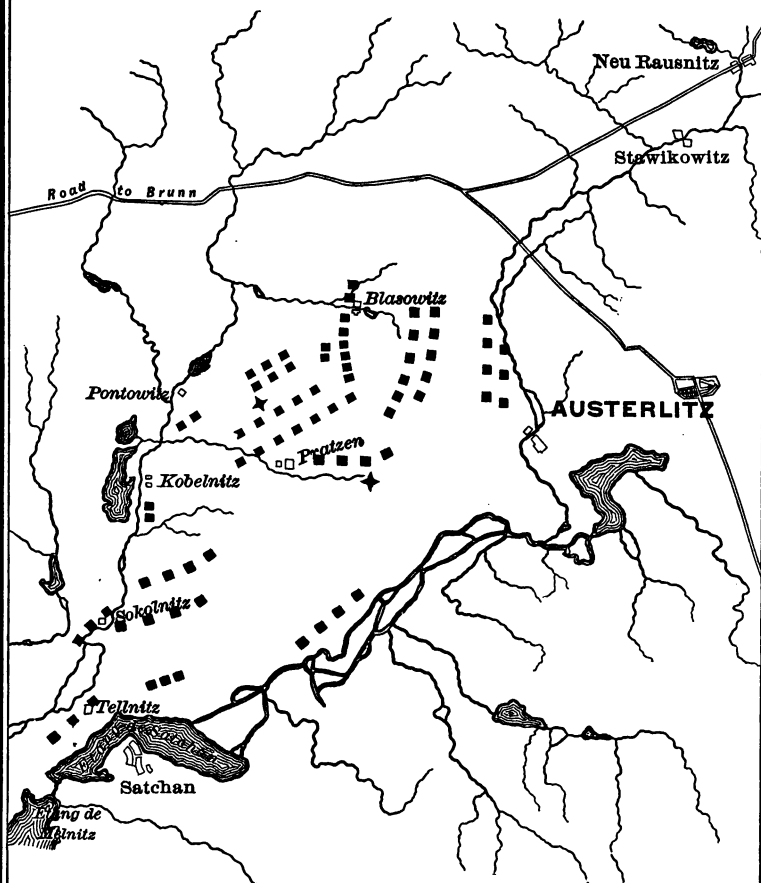 Neu Rausnitz
Stawikowitz
Road to Brunn
Blasowitz
Pontowitz
AUSTERLITZ
Pratzen
Kobelnitz
Sokolnitz
Tellnitz
Satchan
Etang de
Melnitz